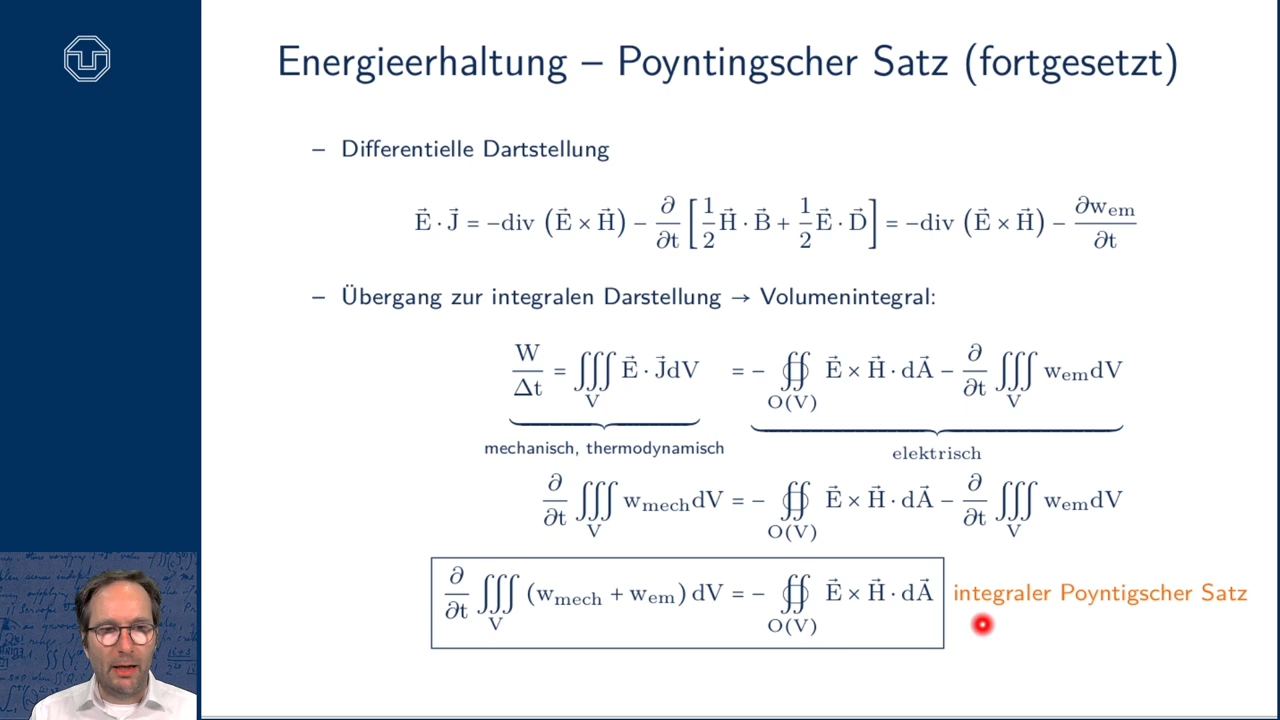 Energieerhaltung – Poyntingscher Satz (fortgesetzt)
– Differentielle Dartstellung
E⃗ · J⃗ = −div (E⃗ × H⃗) − ∂/∂t [1/2 H⃗ · B⃗ + 1/2 E⃗ · D⃗] = −div (E⃗ × H⃗) − ∂w_em/∂t
– Übergang zur integralen Darstellung → Volumenintegral:
W/Δt = ∭_V E⃗ · J⃗dV = − ∯_O(V) E⃗ × H⃗ · dA⃗ − ∂/∂t ∭_V w_em dV
mechanisch, thermodynamisch elektrisch
∂/∂t ∭_V w_mech dV = − ∯_O(V) E⃗ × H⃗ · dA⃗ − ∂/∂t ∭_V w_em dV
∂/∂t ∭_V (w_mech + w_em) dV = − ∯_O(V) E⃗ × H⃗ · dA⃗ integraler Poyntigscher Satz